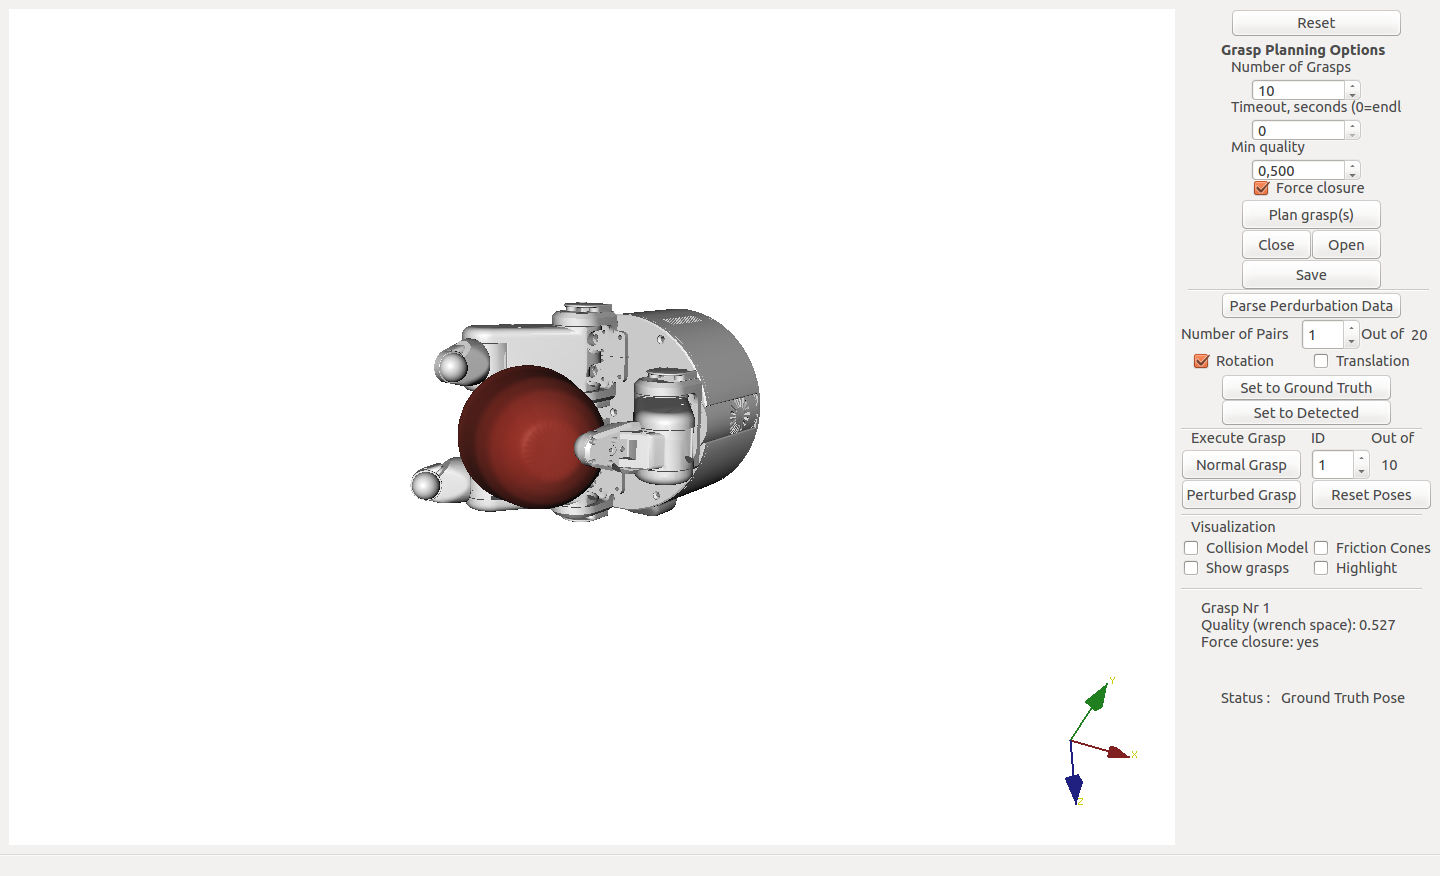 Reset
Grasp Planning Options
Number of Grasps
10
Timeout, seconds (0=endl
0
Min quality
0,500
Force closure
Plan grasp(s)
Close Open
Save
Parse Perdurbation Data
Number of Pairs 1 Out of 20
Rotation Translation
Set to Ground Truth
Set to Detected
Execute Grasp ID Out of
Normal Grasp 1 10
Perturbed Grasp Reset Poses
Visualization
Collision Model Friction Cones
Show grasps Highlight
Grasp Nr 1
Quality (wrench space): 0.527
Force closure: yes
Y
Status : Ground Truth Pose
X
Z